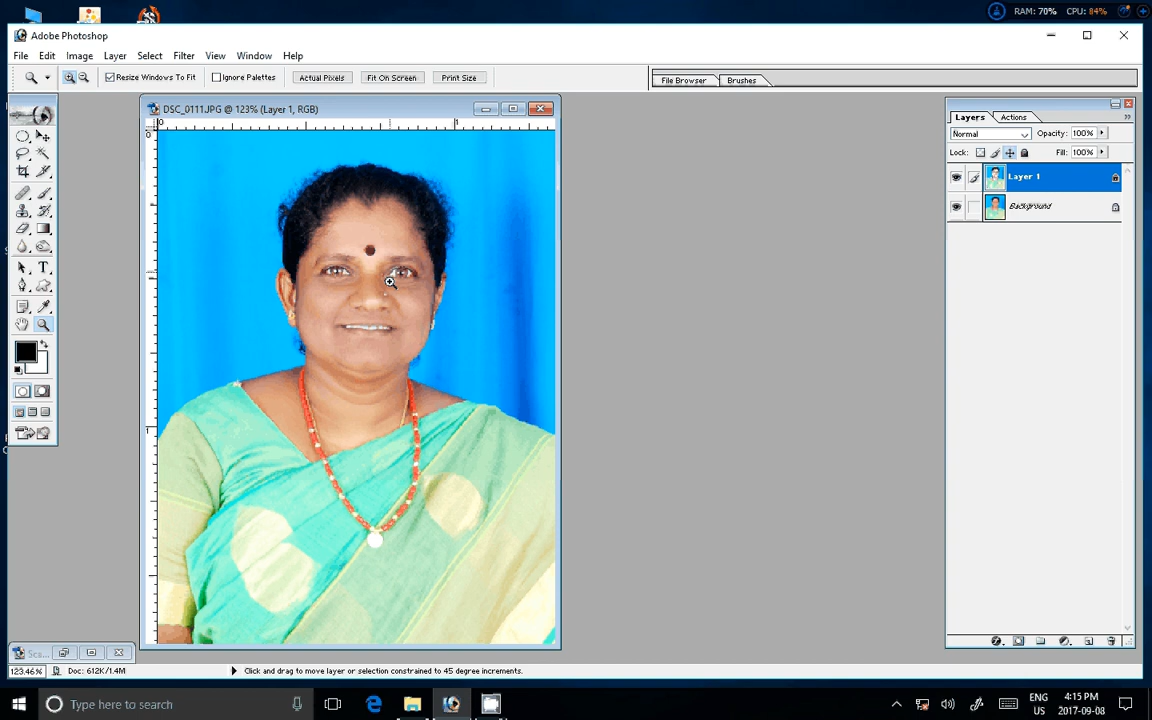 RAM: 70% CPU: 84%
Adobe Photoshop
File Edit Image Layer Select Filter View Window Help
Resize Windows To Fit Ignore Palettes Actual Pixels Fit On Screen Print Size File Browser Brushes
DSC_0111.JPG @ 123% (Layer 1, RGB)
Layers Actions
Normal Opacity: 100%
Lock: Fill: 100%
Layer 1
Background
0 1
0
1
123.46% Doc: 612K/1.4M Click and drag to move layer or selection constrained to 45 degree increments.
Type here to search
ENG 4:15 PM
US 2017-09-08